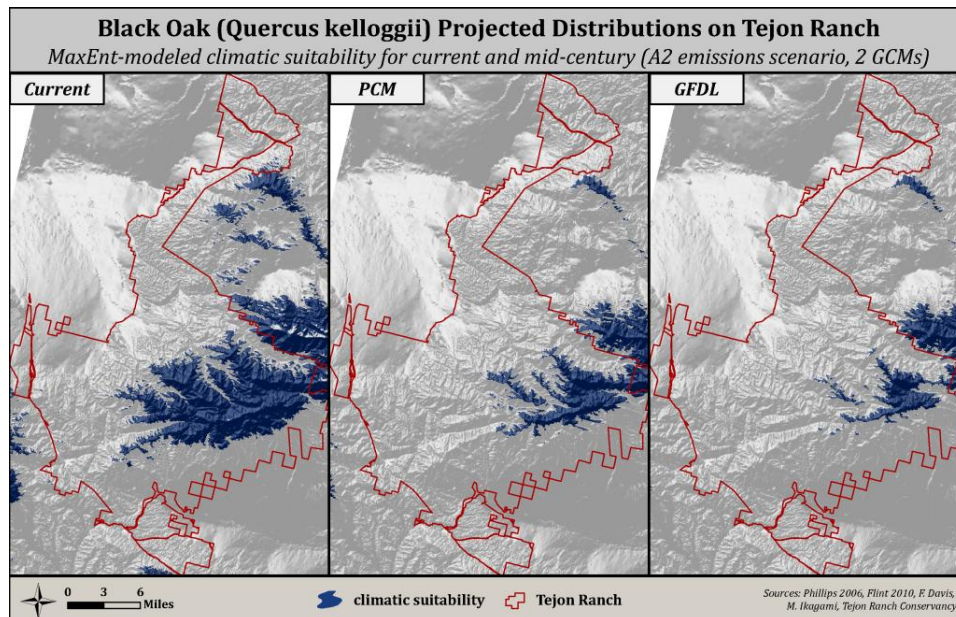 Black Oak (Quercus kelloggii) Projected Distributions on Tejon Ranch
MaxEnt-modeled climatic suitability for current and mid-century (A2 emissions scenario, 2 GCMs)
Current
PCM
GFDL
0 3 6
Miles
climatic suitability
Tejon Ranch
Sources: Phillips 2006, Flint 2010, F. Davis,
M. Ikagami, Tejon Ranch Conservancy